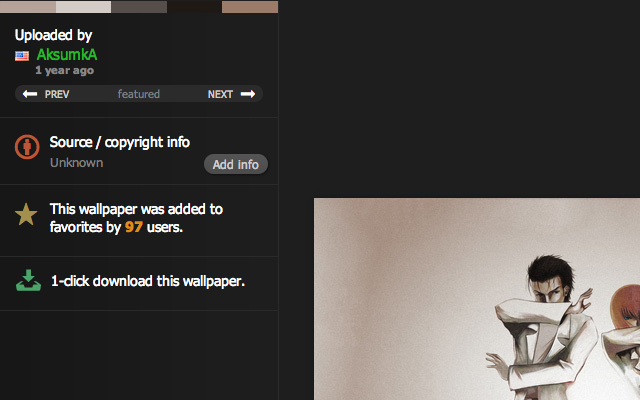 Uploaded by
AksumkA
1 year ago
PREV featured NEXT
Source / copyright info
Unknown
Add info
This wallpaper was added to
favorites by 97 users.
1-click download this wallpaper.